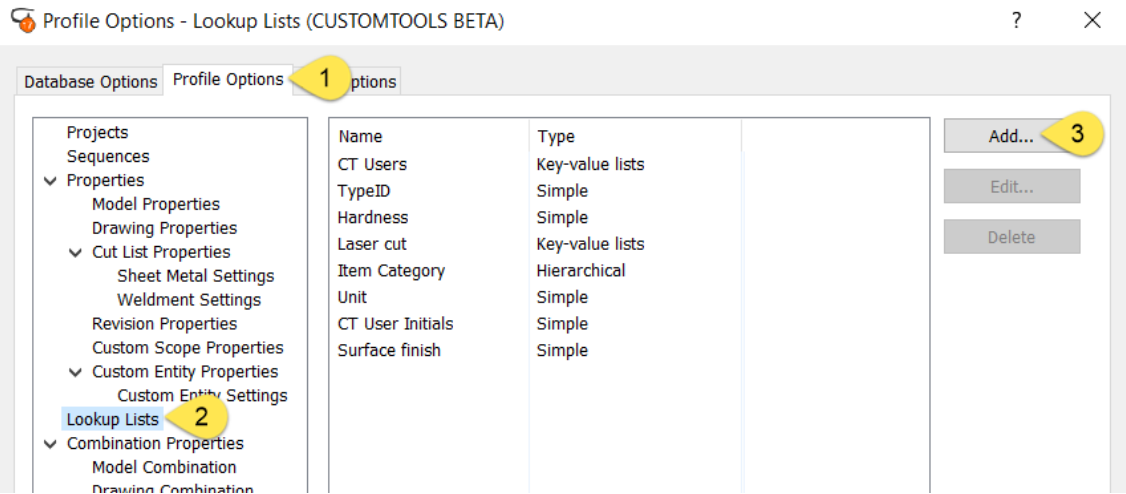 Profile Options - Lookup Lists (CUSTOMTOOLS BETA)
?
Database Options Profile Options 1 ptions
Projects
Sequences
Properties
Model Properties
Drawing Properties
Cut List Properties
Sheet Metal Settings
Weldment Settings
Revision Properties
Custom Scope Properties
Custom Entity Properties
Custom Entity Settings
Lookup Lists 2
Combination Properties
Model Combination
Drawing Combination
Name Type
CT Users Key-value lists
TypeID Simple
Hardness Simple
Laser cut Key-value lists
Item Category Hierarchical
Unit Simple
CT User Initials Simple
Surface finish Simple
Add... 3
Edit...
Delete